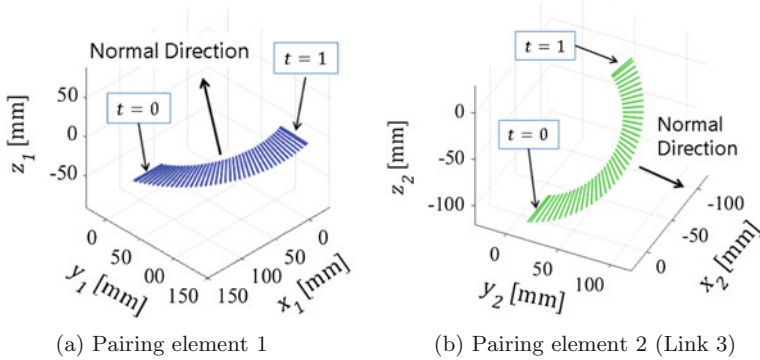 Normal Direction
t = 1
t = 0
z1 [mm]
50
0
-50
0
50
00
150
y1 [mm]
150
100
50
0
x1 [mm]
(a) Pairing element 1
t = 1
t = 0
Normal
Direction
z2 [mm]
0
-50
-100
0
50
100
y2 [mm]
-100
-50
0
x2 [mm]
(b) Pairing element 2 (Link 3)